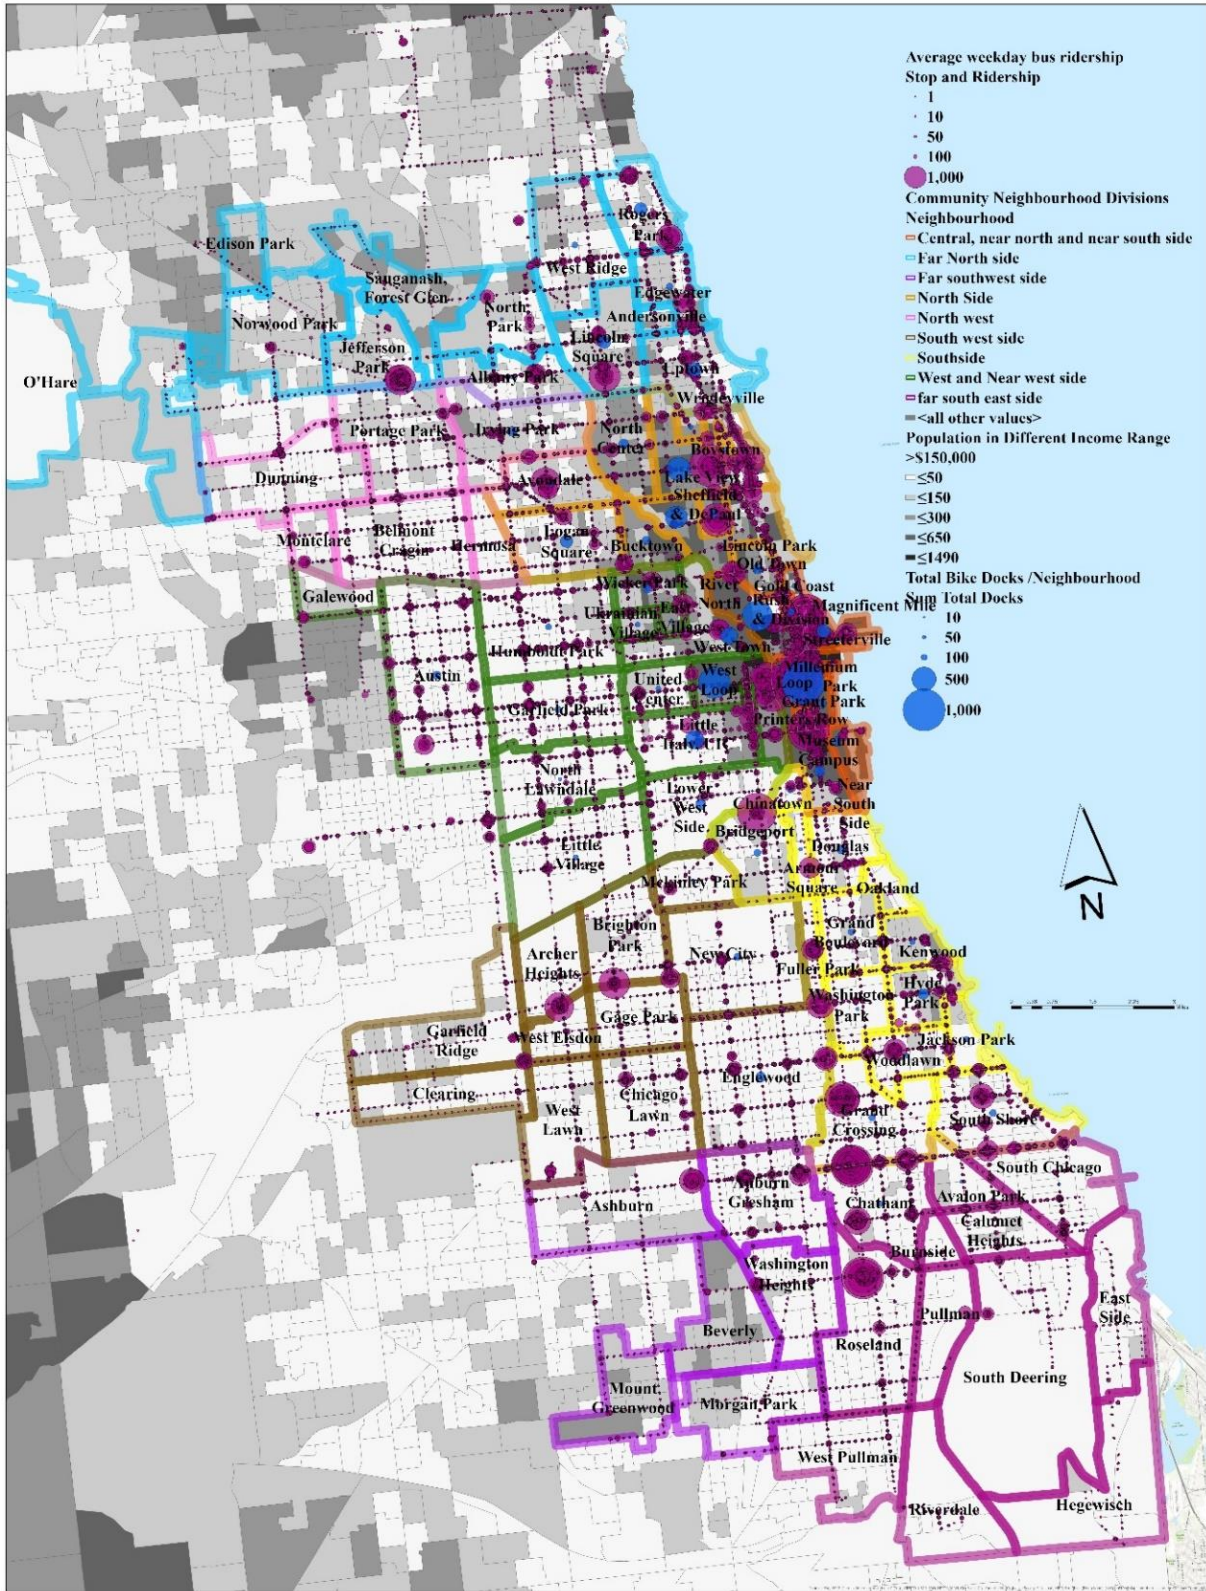 Average weekday bus ridership
Stop and Ridership
1
10
50
100
1,000
Community Neighbourhood Divisions
Neighbourhood
Central, near north and near south side
Far North side
Far southwest side
North Side
North west
South west side
Southside
West and Near west side
far south east side
<all other values>
Population in Different Income Range
>$150,000
≤50
≤150
≤300
≤650
≤1490
Total Bike Docks /Neighbourhood
Sum Total Docks
10
50
100
500
1,000
Rogers
Park
Edison Park
West Ridge
Sauganash,
Forest Glen
Edgewater
North
Park
Andersonville
Norwood Park
Lincoln
Square
Jefferson
Park
Uptown
O'Hare
Albany Park
Wrigleyville
Portage Park
Irving Park
North
Center
Boystown
Dunning
Avondale
Lake View
Sheffield
& DePaul
Montclare
Belmont
Cragin
Hermosa
Logan
Square
Bucktown
Lincoln Park
Old Town
Galewood
Wicker Park
River
North
Gold Coast
Rush
& Division
Magnificent Mile
Ukrainian
Village
East
Village
Streeterville
Humboldt Park
West Town
Austin
United
Center
West
Loop
Millenium
Park
Loop
Garfield Park
Grant Park
Little
Italy, UIC
Printers Row
Museum
Campus
North
Lawndale
Lower
West
Side
Chinatown
Near
South
Side
Bridgeport
Little
Village
Douglas
Mckinley Park
Armour
Square
Oakland
Brighton
Park
Grand
Boulevard
Archer
Heights
New City
Kenwood
Fuller Park
Hyde
Park
Washington
Park
Gage Park
Garfield
Ridge
West Elsdon
Jackson Park
Woodlawn
Clearing
Englewood
West
Lawn
Chicago
Lawn
Grand
Crossing
South Shore
South Chicago
Ashburn
Auburn
Gresham
Chatham
Avalon Park
Calumet
Heights
Burnside
Washington
Heights
East
Side
Pullman
Beverly
Roseland
South Deering
Mount
Greenwood
Morgan Park
West Pullman
Riverdale
Hegewisch
N